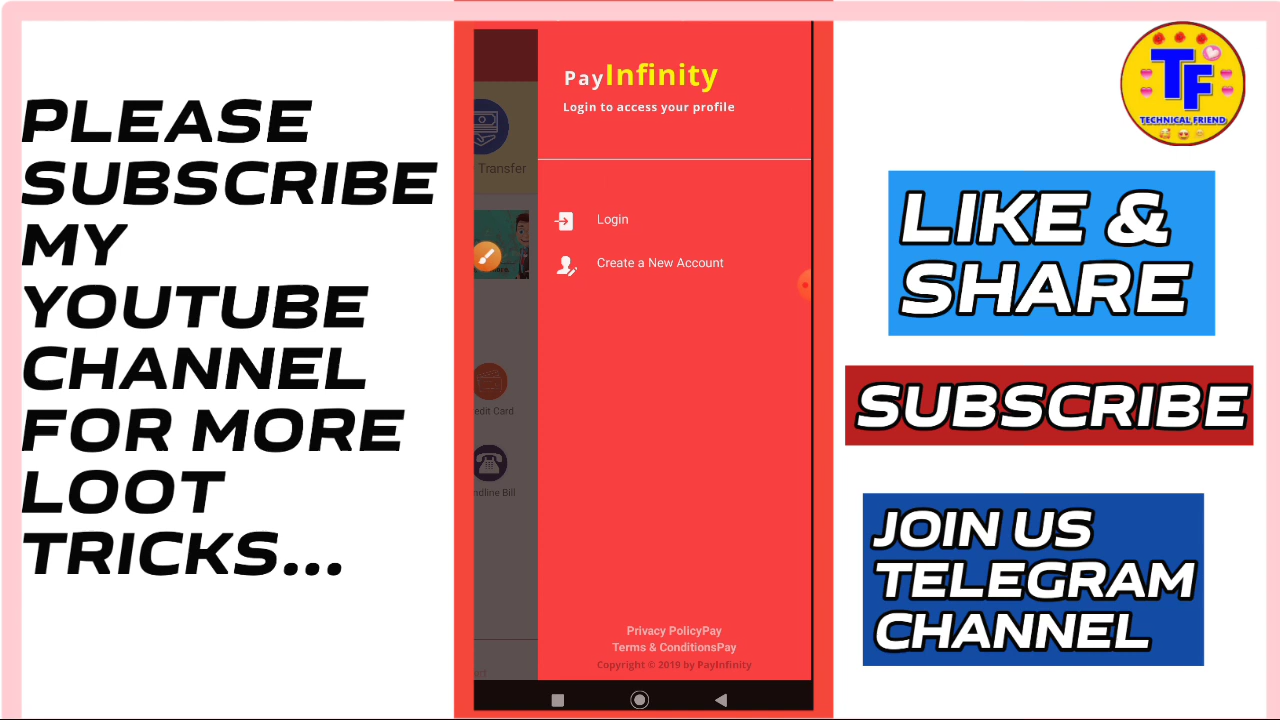 PLEASE
SUBSCRIBE
MY
YOUTUBE
CHANNEL
FOR MORE
LOOT
TRICKS...
PayInfinity
Login to access your profile
Transfer
Login
Create a New Account
edit Card
ndline Bill
Privacy PolicyPay
Terms & ConditionsPay
Copyright © 2019 by PayInfinity
TF
TECHNICAL FRIEND
LIKE &
SHARE
SUBSCRIBE
JOIN US
TELEGRAM
CHANNEL